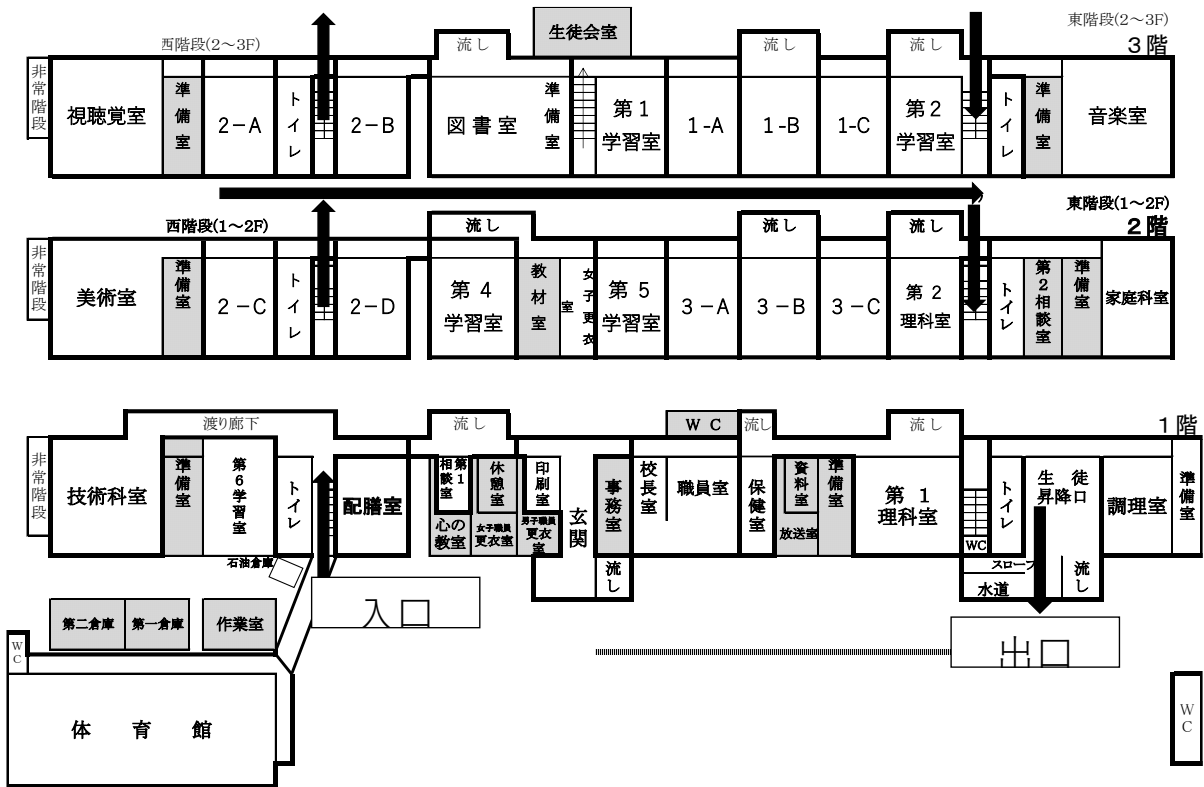 生徒会室
西階段(2～3F)
流し
流し
流し
東階段(2～3F)
3階
非常階段
視聴覚室
準備室
2－A
トイレ
2－B
図書室
準備室
第1学習室
1-A
1-B
1-C
第2学習室
トイレ
準備室
音楽室
西階段(1～2F)
流し
流し
流し
東階段(1～2F)
2階
非常階段
美術室
準備室
2－C
トイレ
2－D
第4学習室
教材室
女子更衣室
第5学習室
3－A
3－B
3－C
第2理科室
トイレ
第2相談室
準備室
家庭科室
渡り廊下
流し
WC
流し
流し
1階
非常階段
技術科室
準備室
第6学習室
トイレ
配膳室
第1相談室
休憩室
印刷室
心の教室
女子職員更衣室
男子職員更衣室
玄関
事務室
校長室
職員室
保健室
資料室
放送室
準備室
第1理科室
WC
トイレ
生徒昇降口
調理室
準備室
石油倉庫
流し
スロープ
水道
流し
入口
出口
第二倉庫
第一倉庫
作業室
WC
体育館
WC